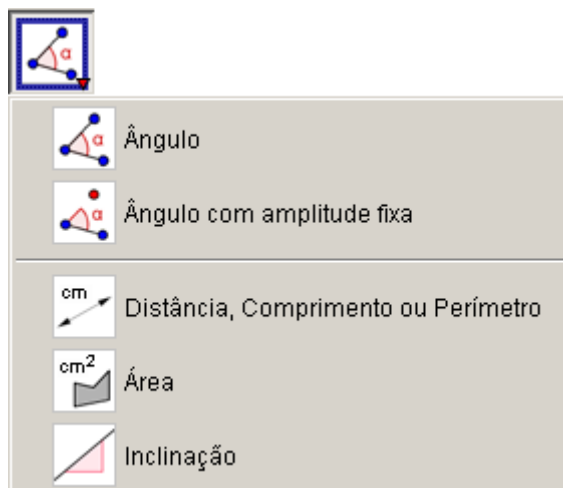 α
α Ângulo
α Ângulo com amplitude fixa
cm Distância, Comprimento ou Perímetro
cm² Área
Inclinação